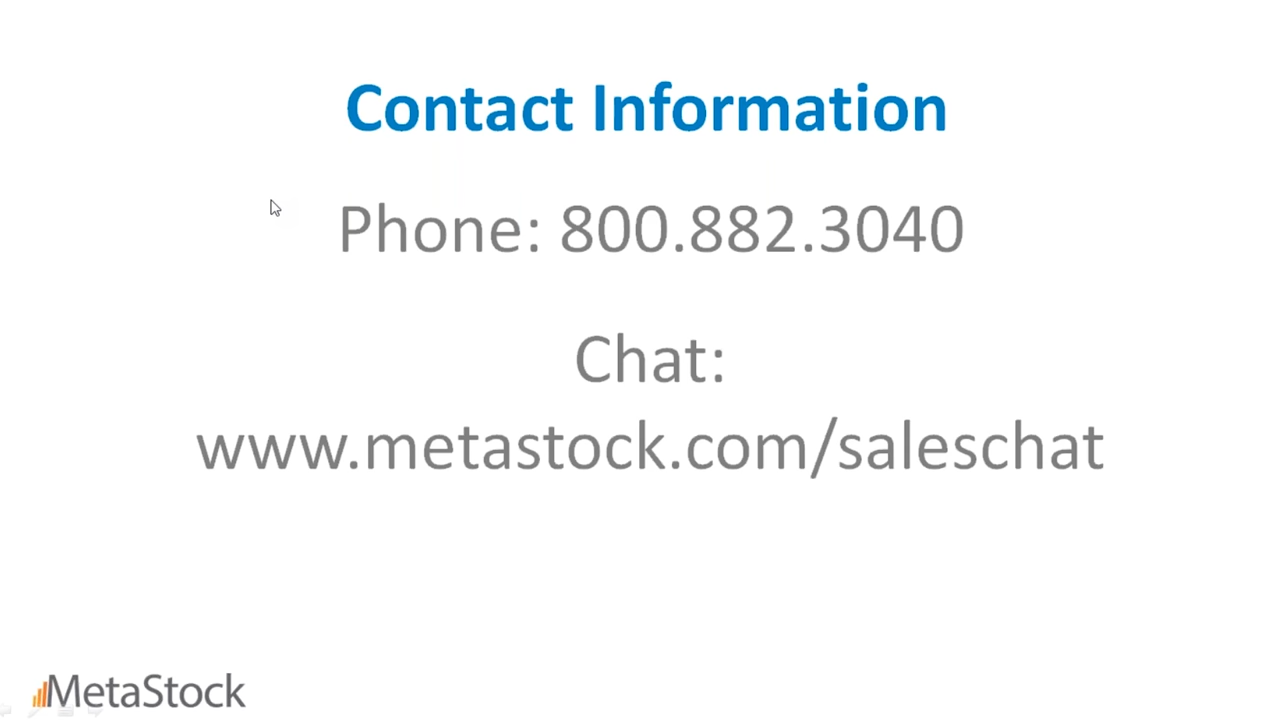 Contact Information
Phone: 800.882.3040
Chat:
www.metastock.com/saleschat
MetaStock